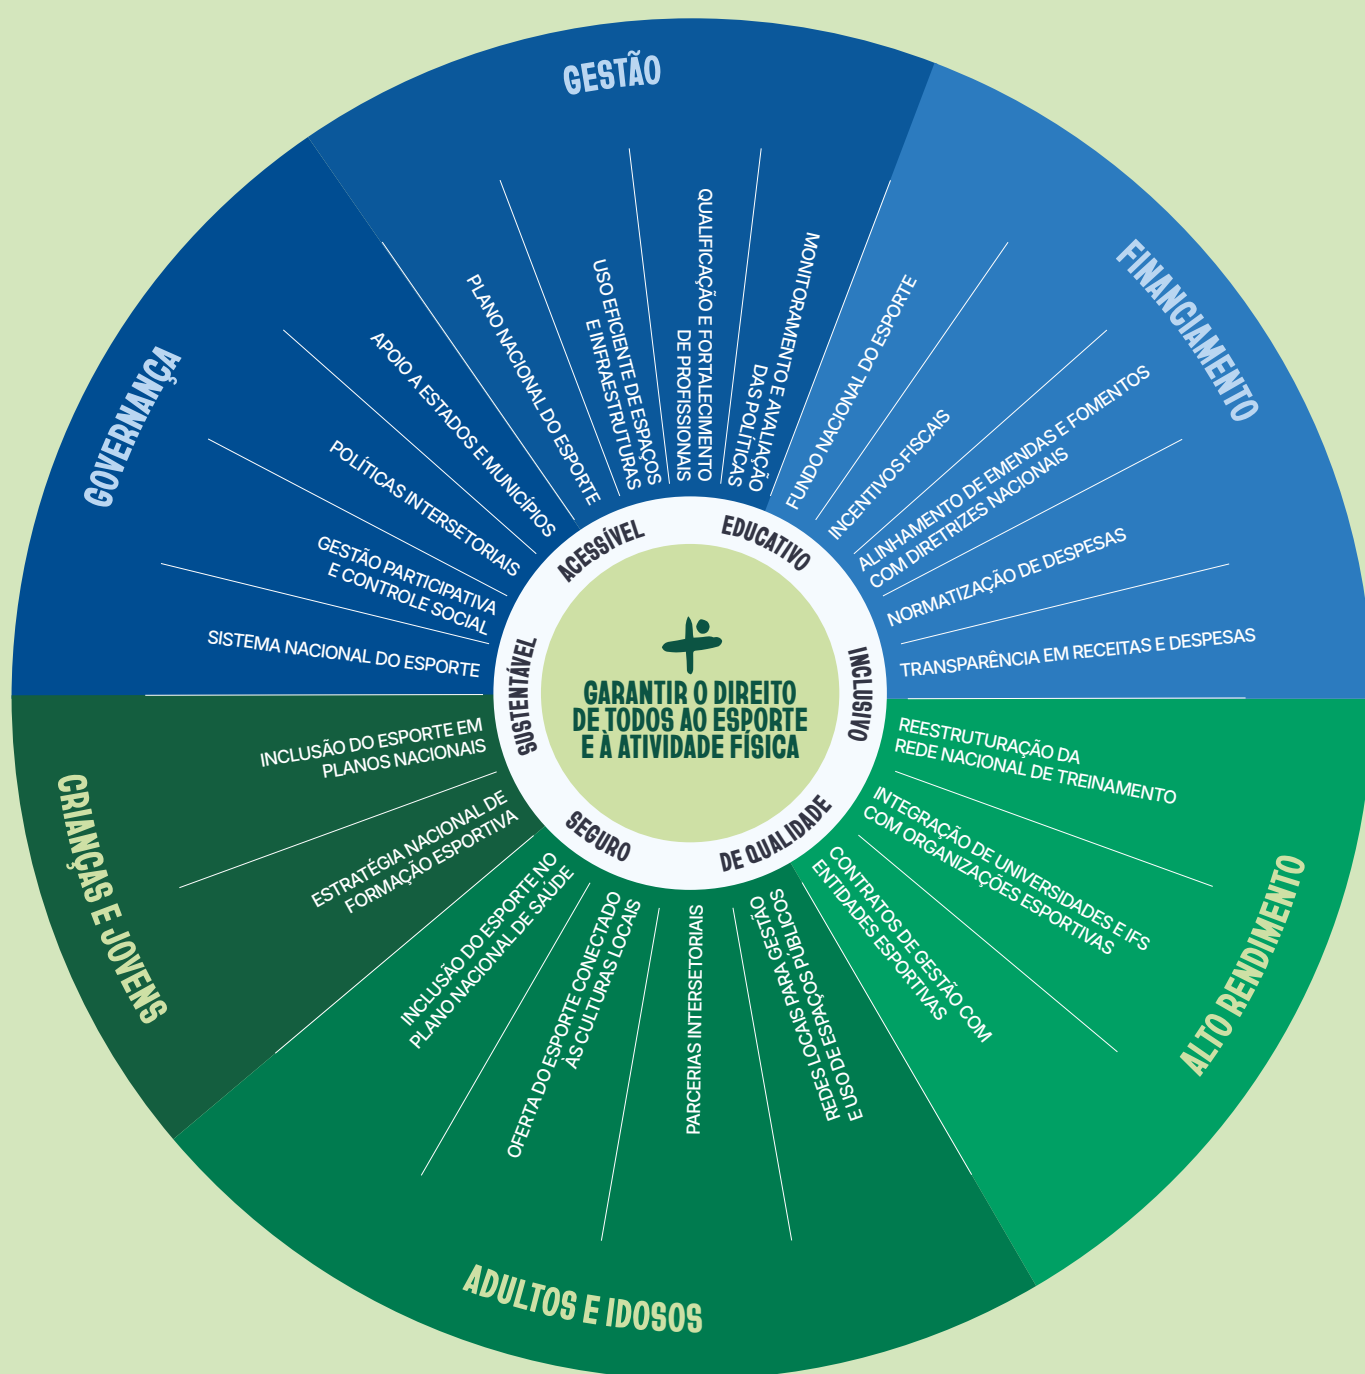 GESTÃO
PLANO NACIONAL DO ESPORTE
USO EFICIENTE DE ESPAÇOS
E INFRAESTRUTURAS
QUALIFICAÇÃO E FORTALECIMENTO
DE PROFISSIONAIS
MONITORAMENTO E AVALIAÇÃO
DAS POLÍTICAS
FINANCIAMENTO
FUNDO NACIONAL DO ESPORTE
INCENTIVOS FISCAIS
ALINHAMENTO DE EMENDAS E FOMENTOS
COM DIRETRIZES NACIONAIS
NORMATIZAÇÃO DE DESPESAS
TRANSPARÊNCIA EM RECEITAS E DESPESAS
ALTO RENDIMENTO
REESTRUTURAÇÃO DA
REDE NACIONAL DE TREINAMENTO
INTEGRAÇÃO DE UNIVERSIDADES E IFS
COM ORGANIZAÇÕES ESPORTIVAS
CONTRATOS DE GESTÃO COM
ENTIDADES ESPORTIVAS
ADULTOS E IDOSOS
REDES LOCAIS PARA GESTÃO
E USO DE ESPAÇOS PÚBLICOS
PARCERIAS INTERSETORIAIS
OFERTA DO ESPORTE CONECTADO
ÀS CULTURAS LOCAIS
INCLUSÃO DO ESPORTE NO
PLANO NACIONAL DE SAÚDE
CRIANÇAS E JOVENS
ESTRATÉGIA NACIONAL DE
FORMAÇÃO ESPORTIVA
INCLUSÃO DO ESPORTE EM
PLANOS NACIONAIS
GOVERNANÇA
SISTEMA NACIONAL DO ESPORTE
GESTÃO PARTICIPATIVA
E CONTROLE SOCIAL
POLÍTICAS INTERSETORIAIS
APOIO A ESTADOS E MUNICÍPIOS
ACESSÍVEL
EDUCATIVO
INCLUSIVO
DE QUALIDADE
SEGURO
SUSTENTÁVEL
GARANTIR O DIREITO
DE TODOS AO ESPORTE
E À ATIVIDADE FÍSICA